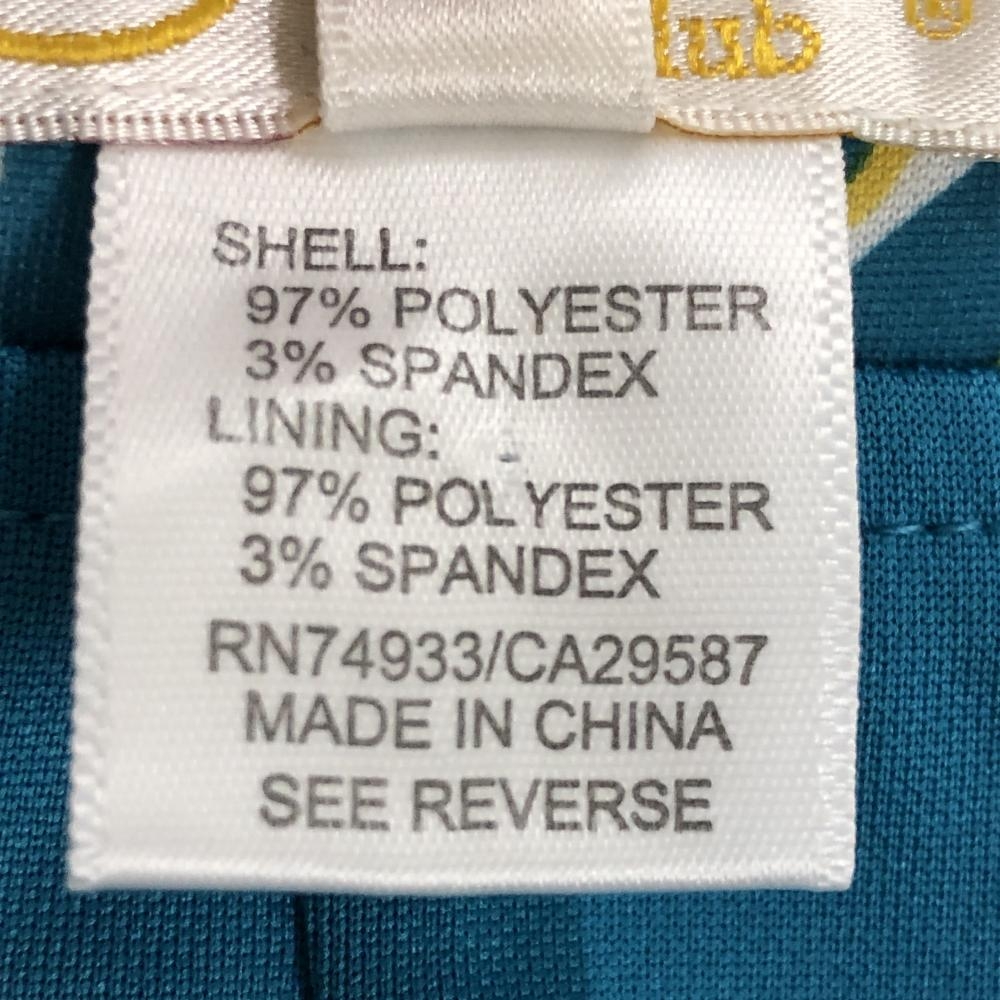 lub ®
SHELL:
97% POLYESTER
3% SPANDEX
LINING:
97% POLYESTER
3% SPANDEX
RN74933/CA29587
MADE IN CHINA
SEE REVERSE